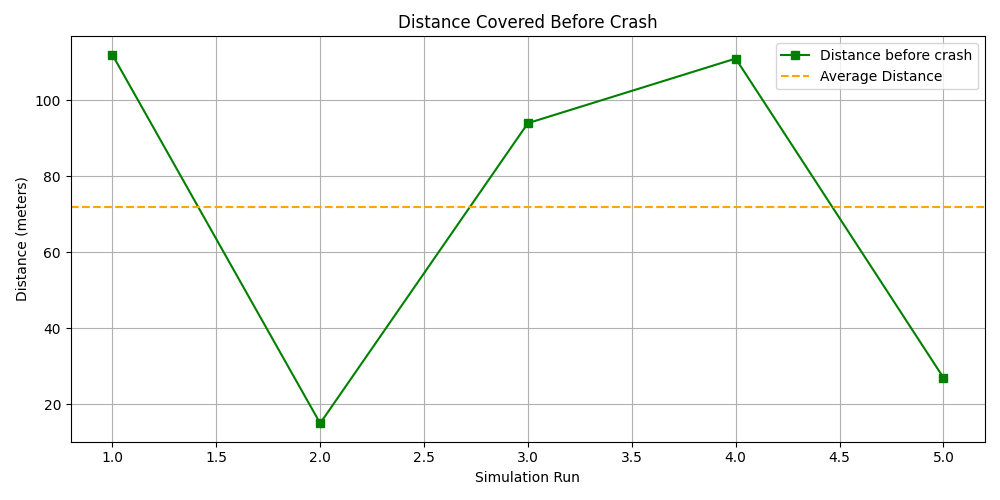 Distance Covered Before Crash
Distance before crash
Average Distance
Distance (meters)
100
80
60
40
20
1.0 1.5 2.0 2.5 3.0 3.5 4.0 4.5 5.0
Simulation Run